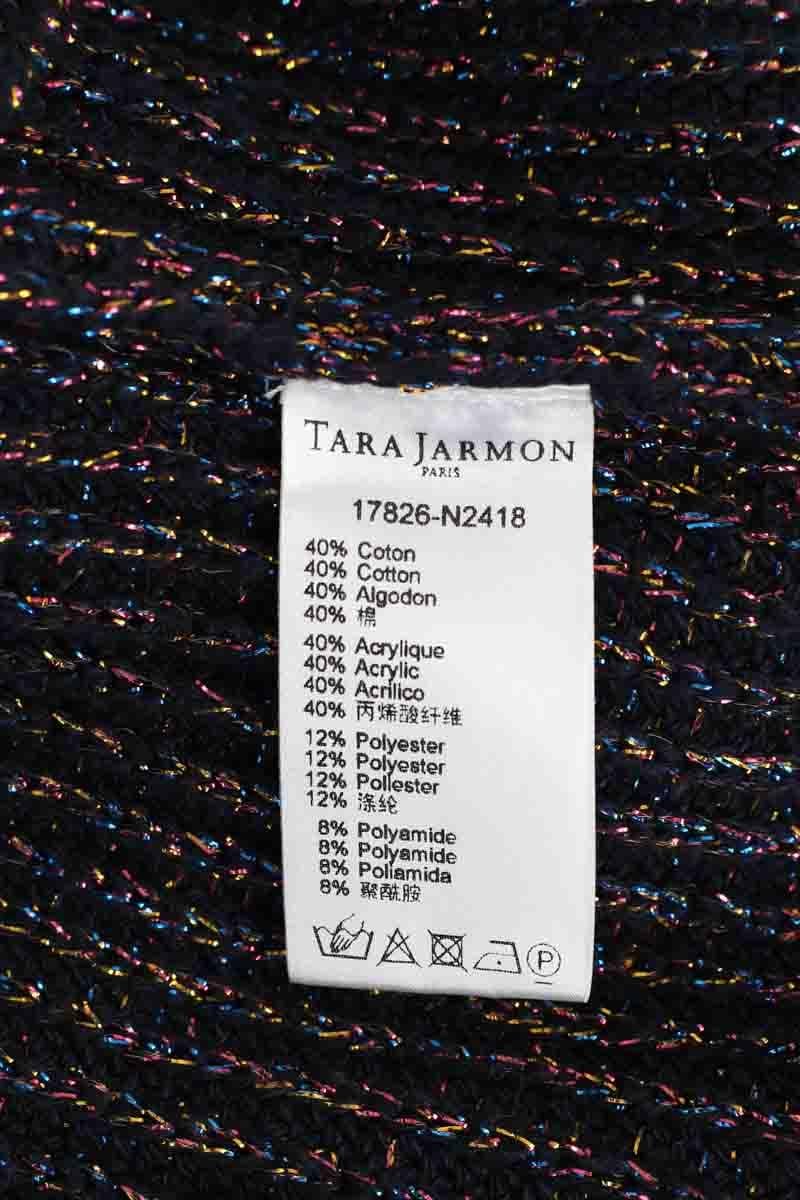 TARA JARMON
PARIS
17826-N2418
40% Coton
40% Cotton
40% Algodon
40% 棉
40% Acrylique
40% Acrylic
40% Acrilico
40% 丙烯酸纤维
12% Polyester
12% Polyester
12% Poliester
12% 涤纶
8% Polyamide
8% Polyamide
8% Poliamida
8% 聚酰胺
P